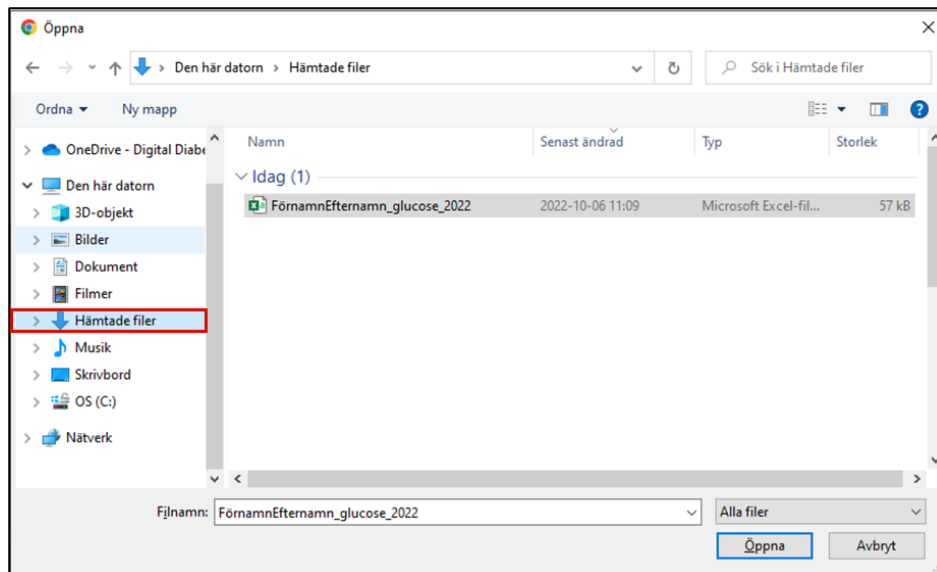 Öppna
Den här datorn > Hämtade filer
Sök i Hämtade filer
Ordna Ny mapp
Namn Senast ändrad Typ Storlek
OneDrive - Digital Diabe
Den här datorn
3D-objekt
Bilder
Dokument
Filmer
Hämtade filer
Musik
Skrivbord
OS (C:)
Nätverk
Idag (1)
FörnamnEfternamn_glucose_2022 2022-10-06 11:09 Microsoft Excel-fil... 57 kB
Filnamn: FörnamnEfternamn_glucose_2022
Alla filer
Öppna Avbryt